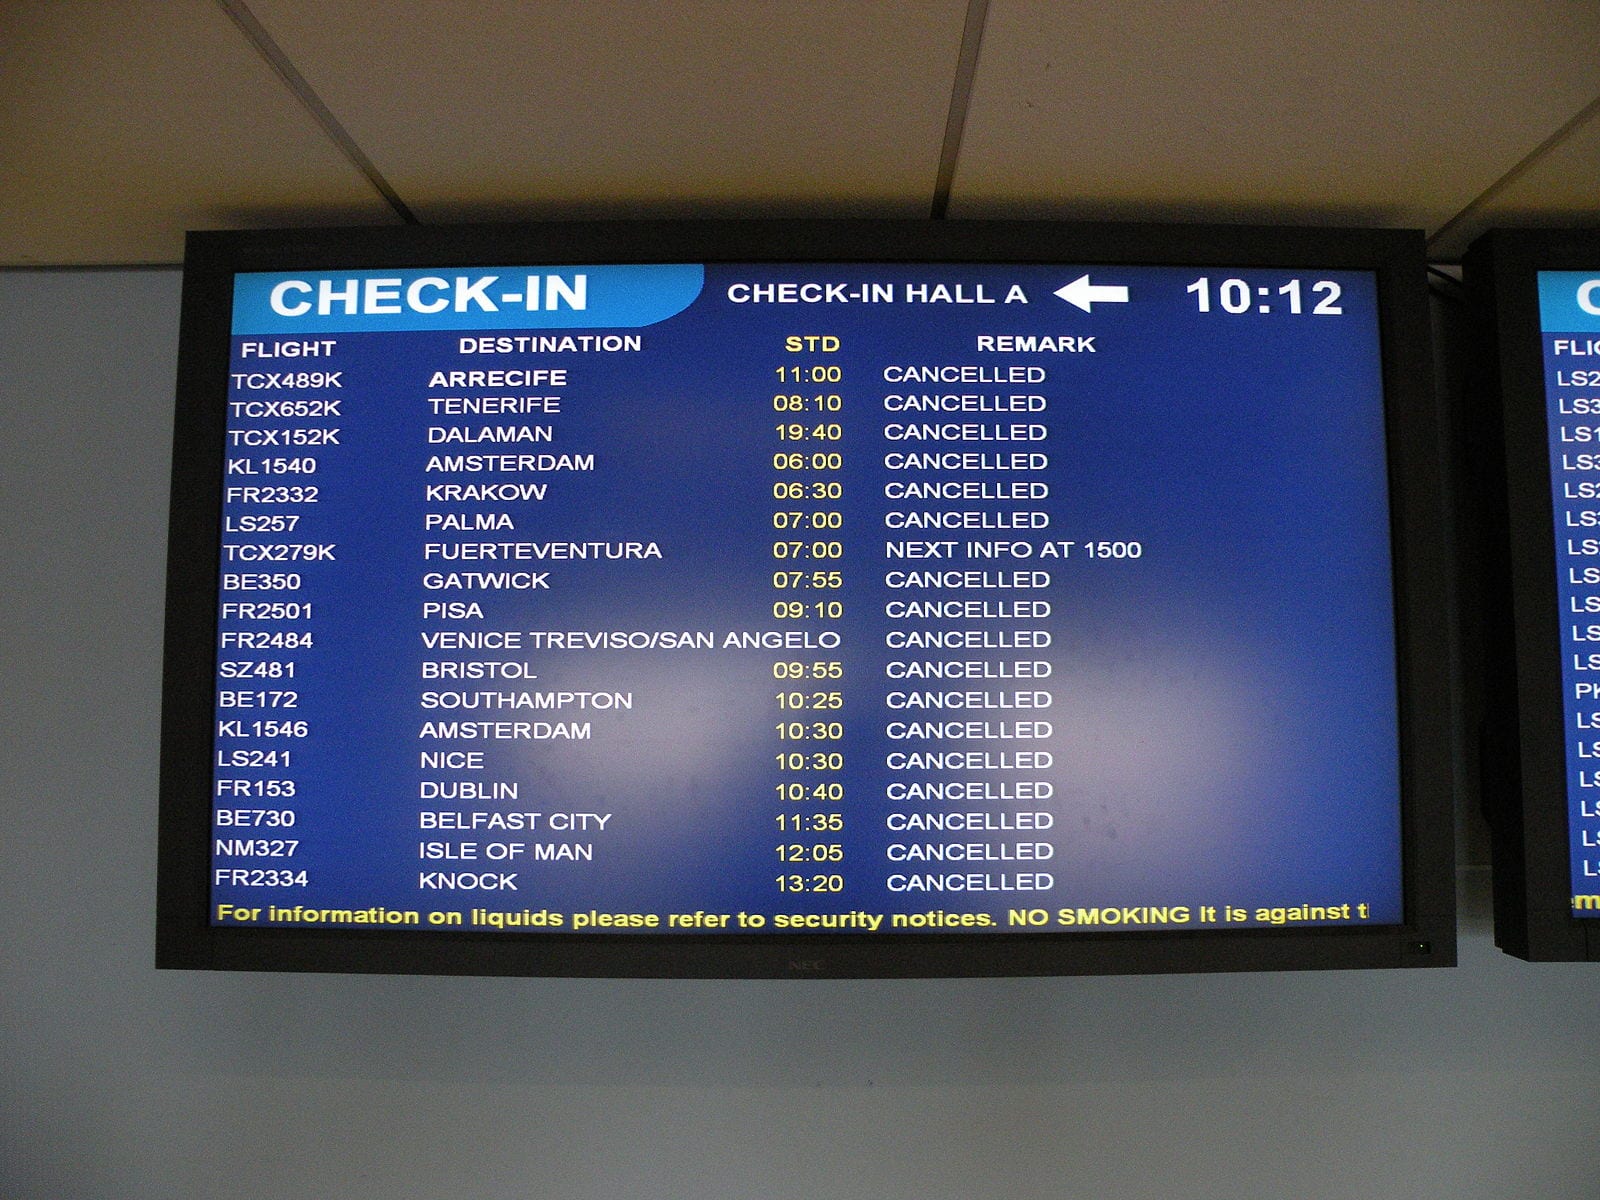 CHECK-IN CHECK-IN HALL A 10:12
FLIGHT DESTINATION STD REMARK
TCX489K ARRECIFE 11:00 CANCELLED
TCX652K TENERIFE 08:10 CANCELLED
TCX152K DALAMAN 19:40 CANCELLED
KL1540 AMSTERDAM 06:00 CANCELLED
FR2332 KRAKOW 06:30 CANCELLED
LS257 PALMA 07:00 CANCELLED
TCX279K FUERTEVENTURA 07:00 NEXT INFO AT 1500
BE350 GATWICK 07:55 CANCELLED
FR2501 PISA 09:10 CANCELLED
FR2484 VENICE TREVISO/SAN ANGELO CANCELLED
SZ481 BRISTOL 09:55 CANCELLED
BE172 SOUTHAMPTON 10:25 CANCELLED
KL1546 AMSTERDAM 10:30 CANCELLED
LS241 NICE 10:30 CANCELLED
FR153 DUBLIN 10:40 CANCELLED
BE730 BELFAST CITY 11:35 CANCELLED
NM327 ISLE OF MAN 12:05 CANCELLED
FR2334 KNOCK 13:20 CANCELLED
For information on liquids please refer to security notices. NO SMOKING It is against
NEC